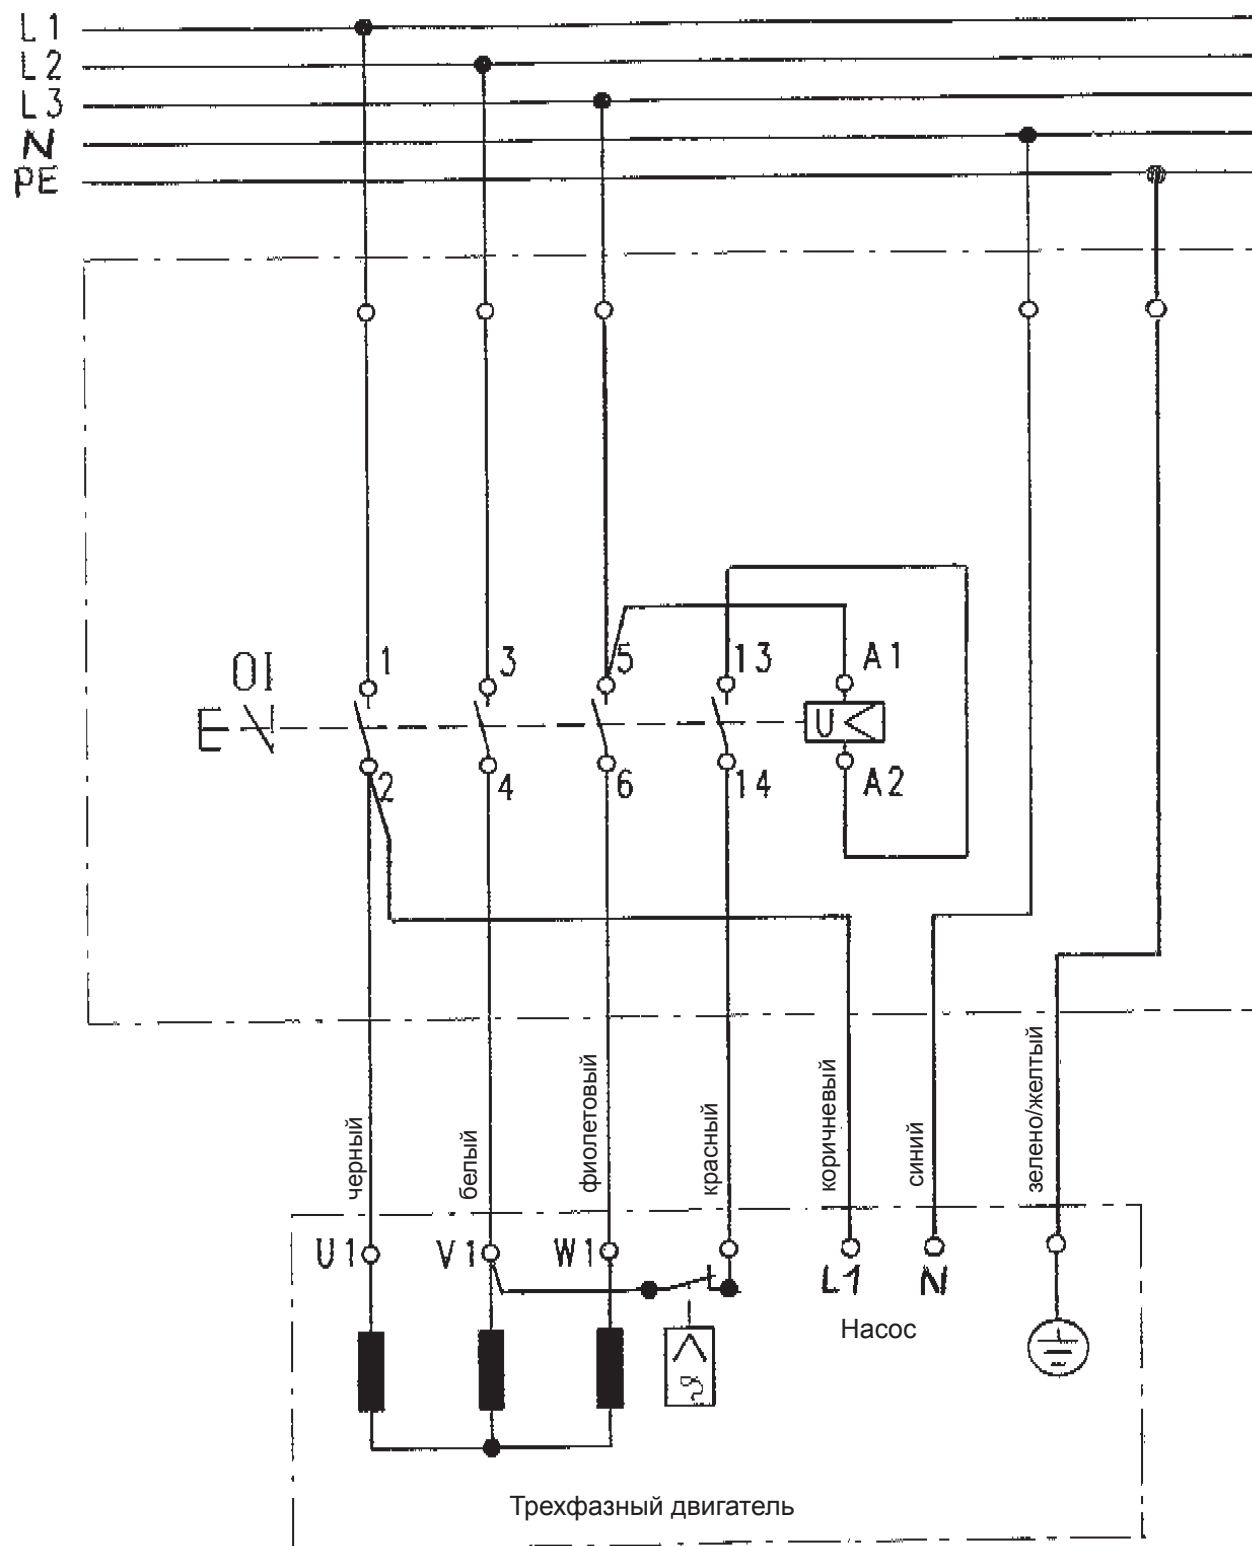 L1
L2
L3
N
PE
OI
1
3
5
13
A1
U<
2
4
6
14
A2
черный
белый
фиолетовый
красный
коричневый
синий
зелено/желтый
U1
V1
W1
L1
N
Насос
ϑ >
Трехфазный двигатель